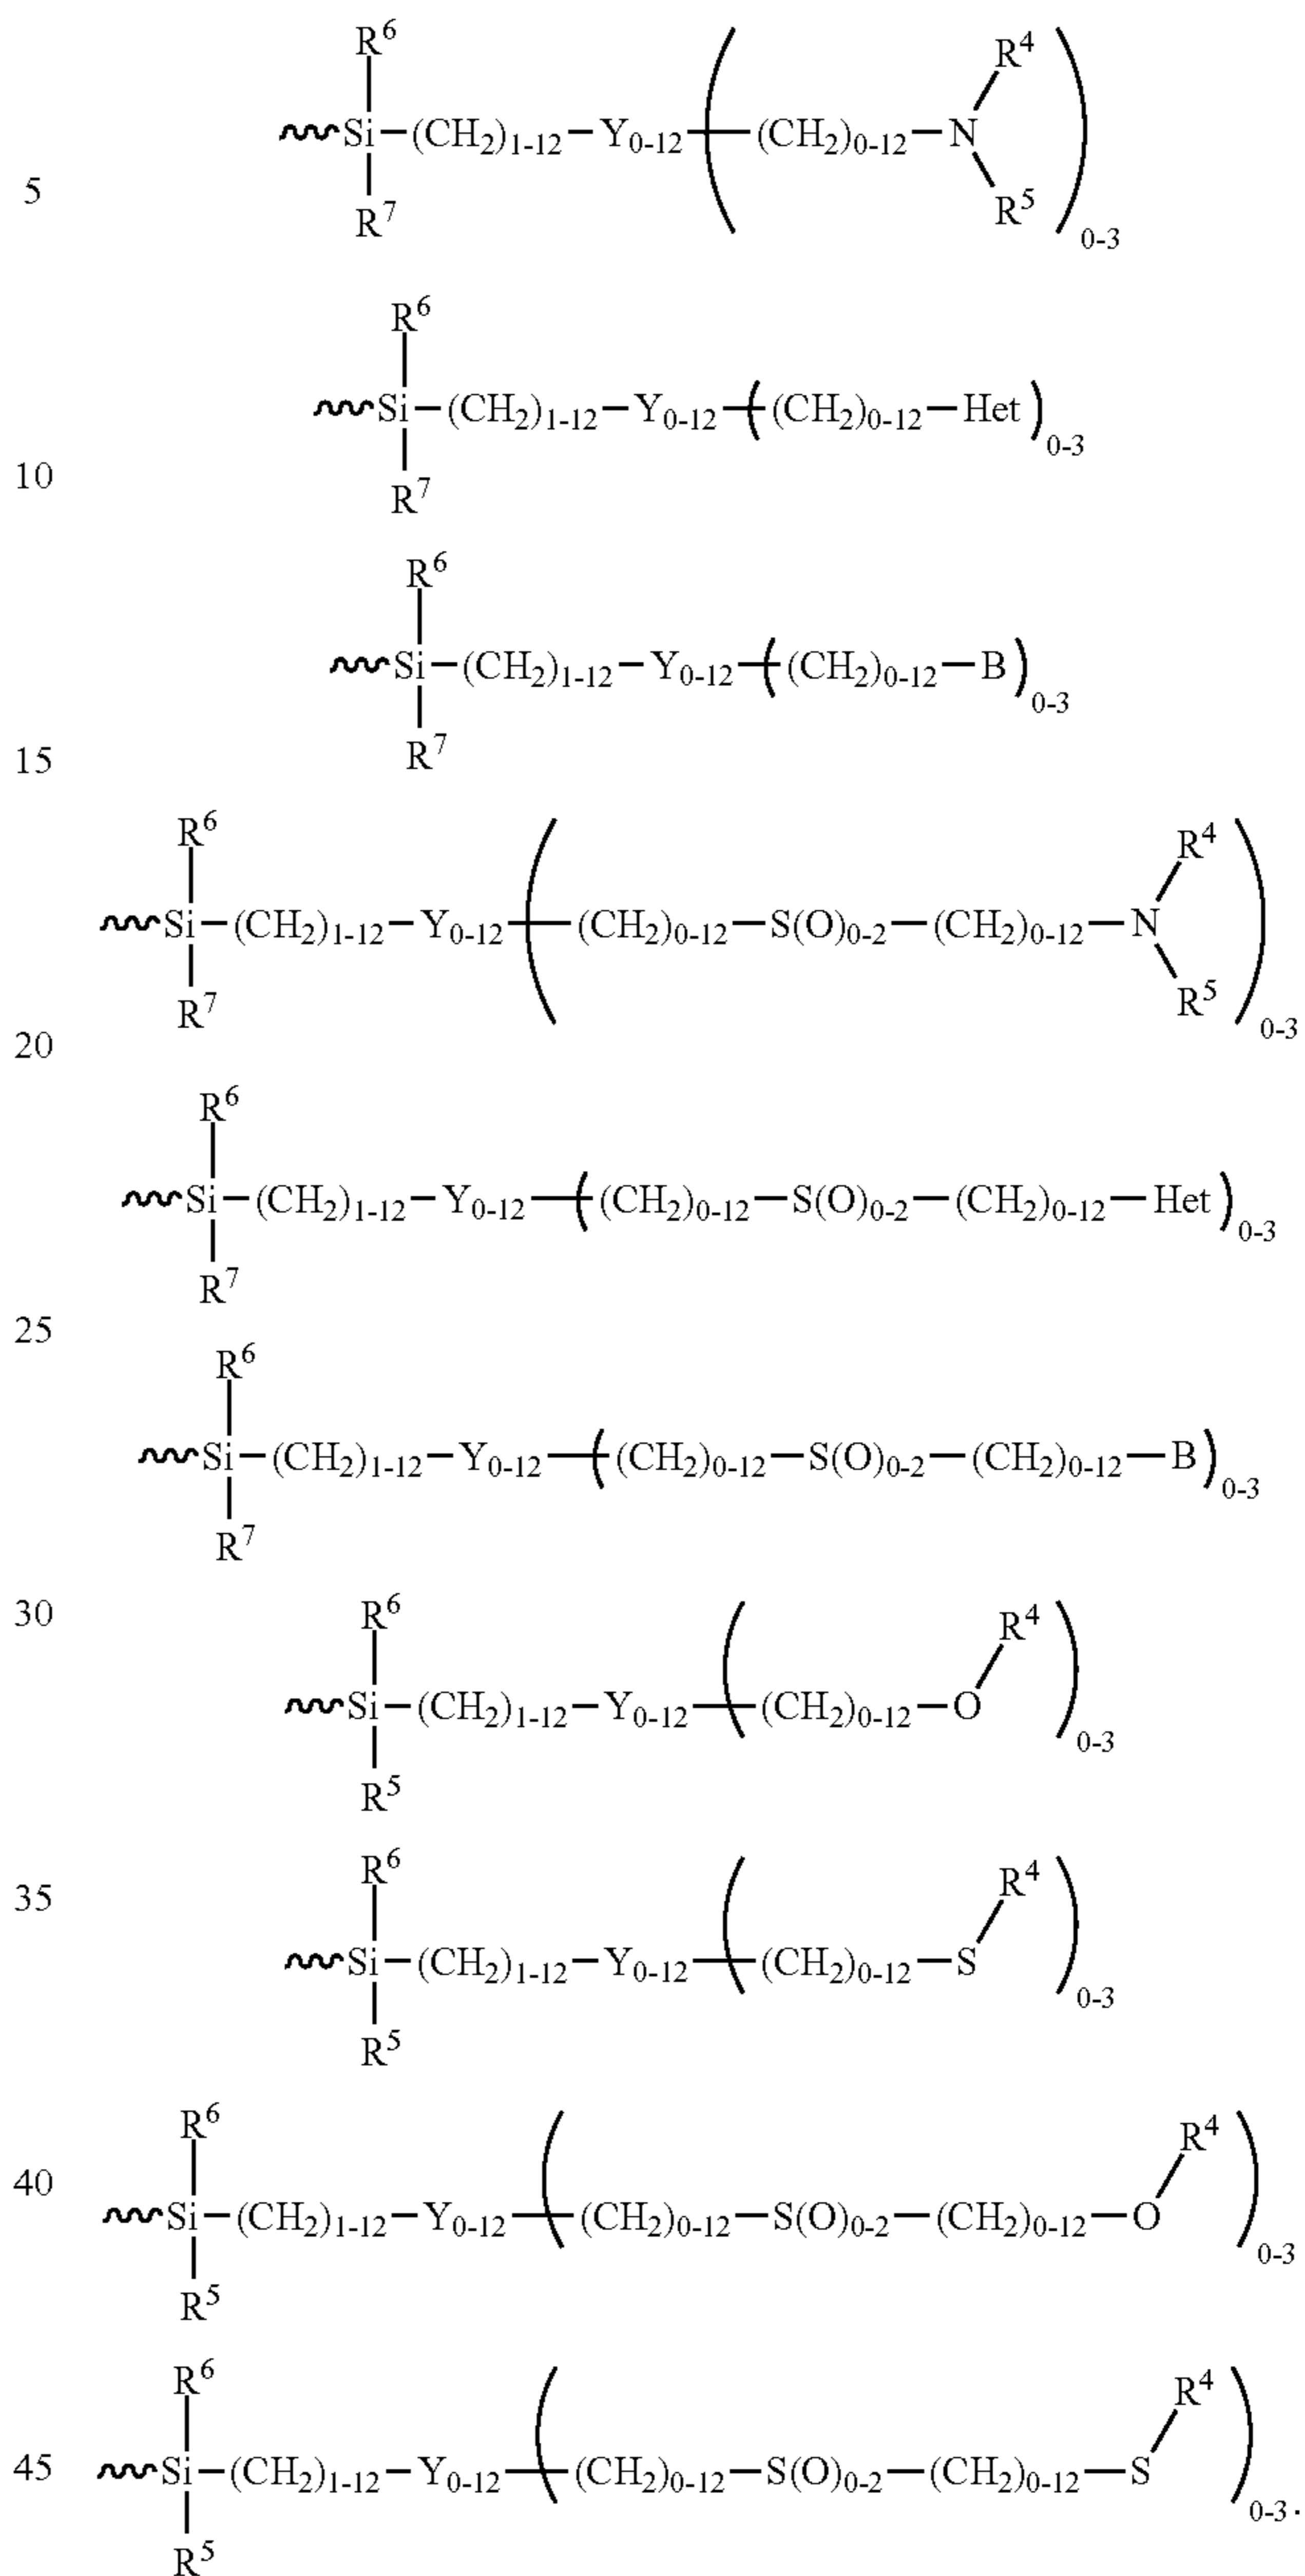 R⁶
R⁴
Si—(CH₂)₁₋₁₂—Y₀₋₁₂—((CH₂)₀₋₁₂—N
5
R⁷
R⁵
)₀₋₃
R⁶
Si—(CH₂)₁₋₁₂—Y₀₋₁₂—((CH₂)₀₋₁₂—Het)₀₋₃
10
R⁷
R⁶
Si—(CH₂)₁₋₁₂—Y₀₋₁₂—((CH₂)₀₋₁₂—B)₀₋₃
R⁷
15
R⁶
R⁴
Si—(CH₂)₁₋₁₂—Y₀₋₁₂—((CH₂)₀₋₁₂—S(O)₀₋₂—(CH₂)₀₋₁₂—N
R⁷
R⁵
)₀₋₃
20
R⁶
Si—(CH₂)₁₋₁₂—Y₀₋₁₂—((CH₂)₀₋₁₂—S(O)₀₋₂—(CH₂)₀₋₁₂—Het)₀₋₃
R⁷
25
R⁶
Si—(CH₂)₁₋₁₂—Y₀₋₁₂—((CH₂)₀₋₁₂—S(O)₀₋₂—(CH₂)₀₋₁₂—B)₀₋₃
R⁷
30
R⁶
R⁴
Si—(CH₂)₁₋₁₂—Y₀₋₁₂—((CH₂)₀₋₁₂—O)₀₋₃
R⁵
35
R⁶
R⁴
Si—(CH₂)₁₋₁₂—Y₀₋₁₂—((CH₂)₀₋₁₂—S)₀₋₃
R⁵
R⁶
R⁴
40
Si—(CH₂)₁₋₁₂—Y₀₋₁₂—((CH₂)₀₋₁₂—S(O)₀₋₂—(CH₂)₀₋₁₂—O)₀₋₃
R⁵
R⁶
R⁴
45
Si—(CH₂)₁₋₁₂—Y₀₋₁₂—((CH₂)₀₋₁₂—S(O)₀₋₂—(CH₂)₀₋₁₂—S)₀₋₃.
R⁵